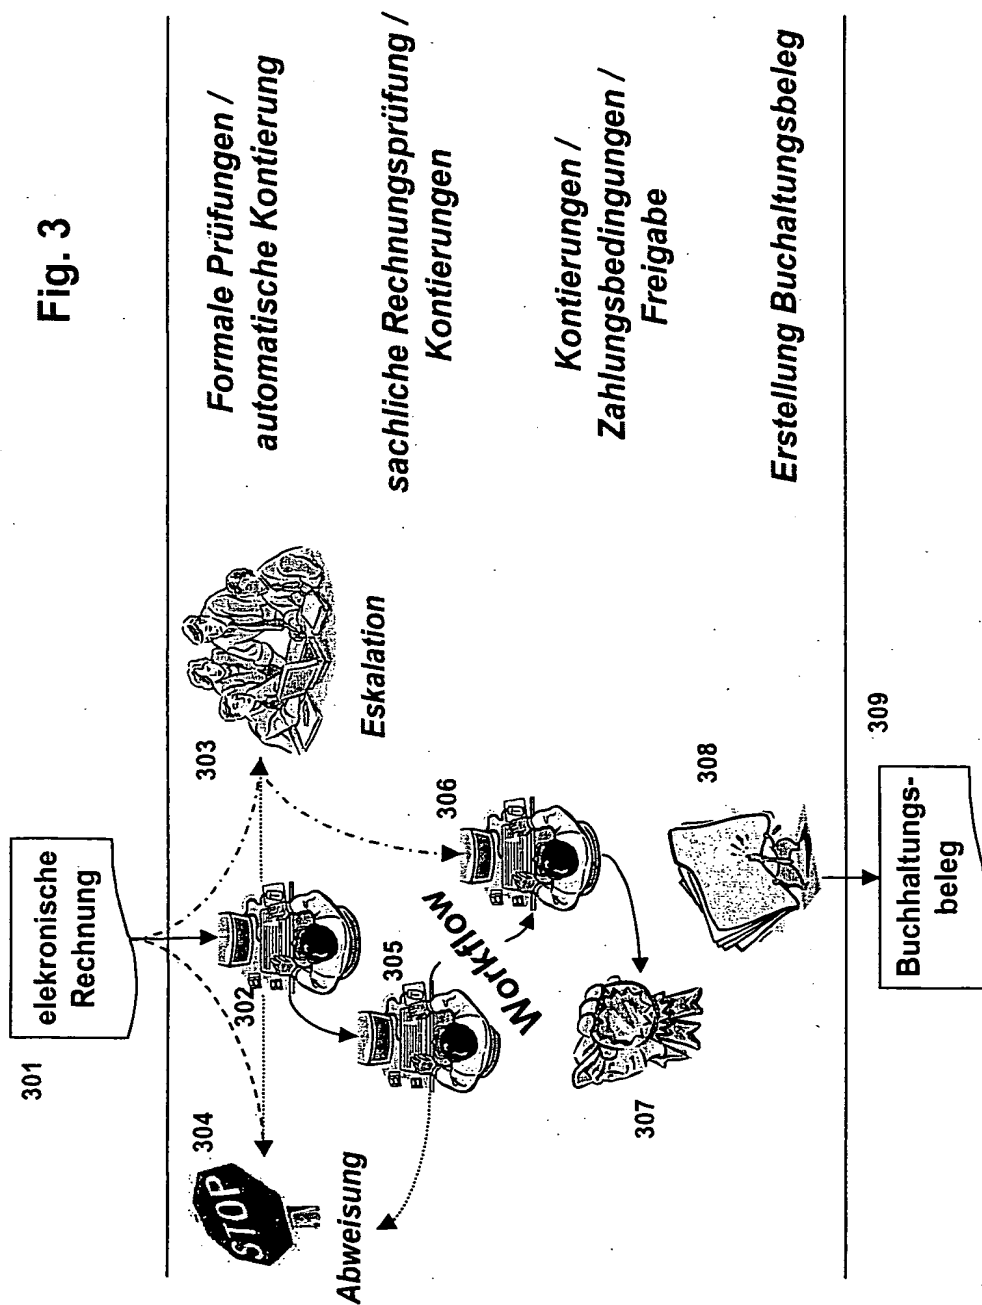 Fig. 3
301
elekronische
Rechnung
Formale Prüfungen /
automatische Kontierung
304
STOP
302
303
Abweisung
Eskalation
sachliche Rechnungsprüfung /
Kontierungen
305
306
Workflow
Kontierungen /
Zahlungsbedingungen /
Freigabe
307
308
Erstellung Buchaltungsbeleg
309
Buchhaltungs-
beleg